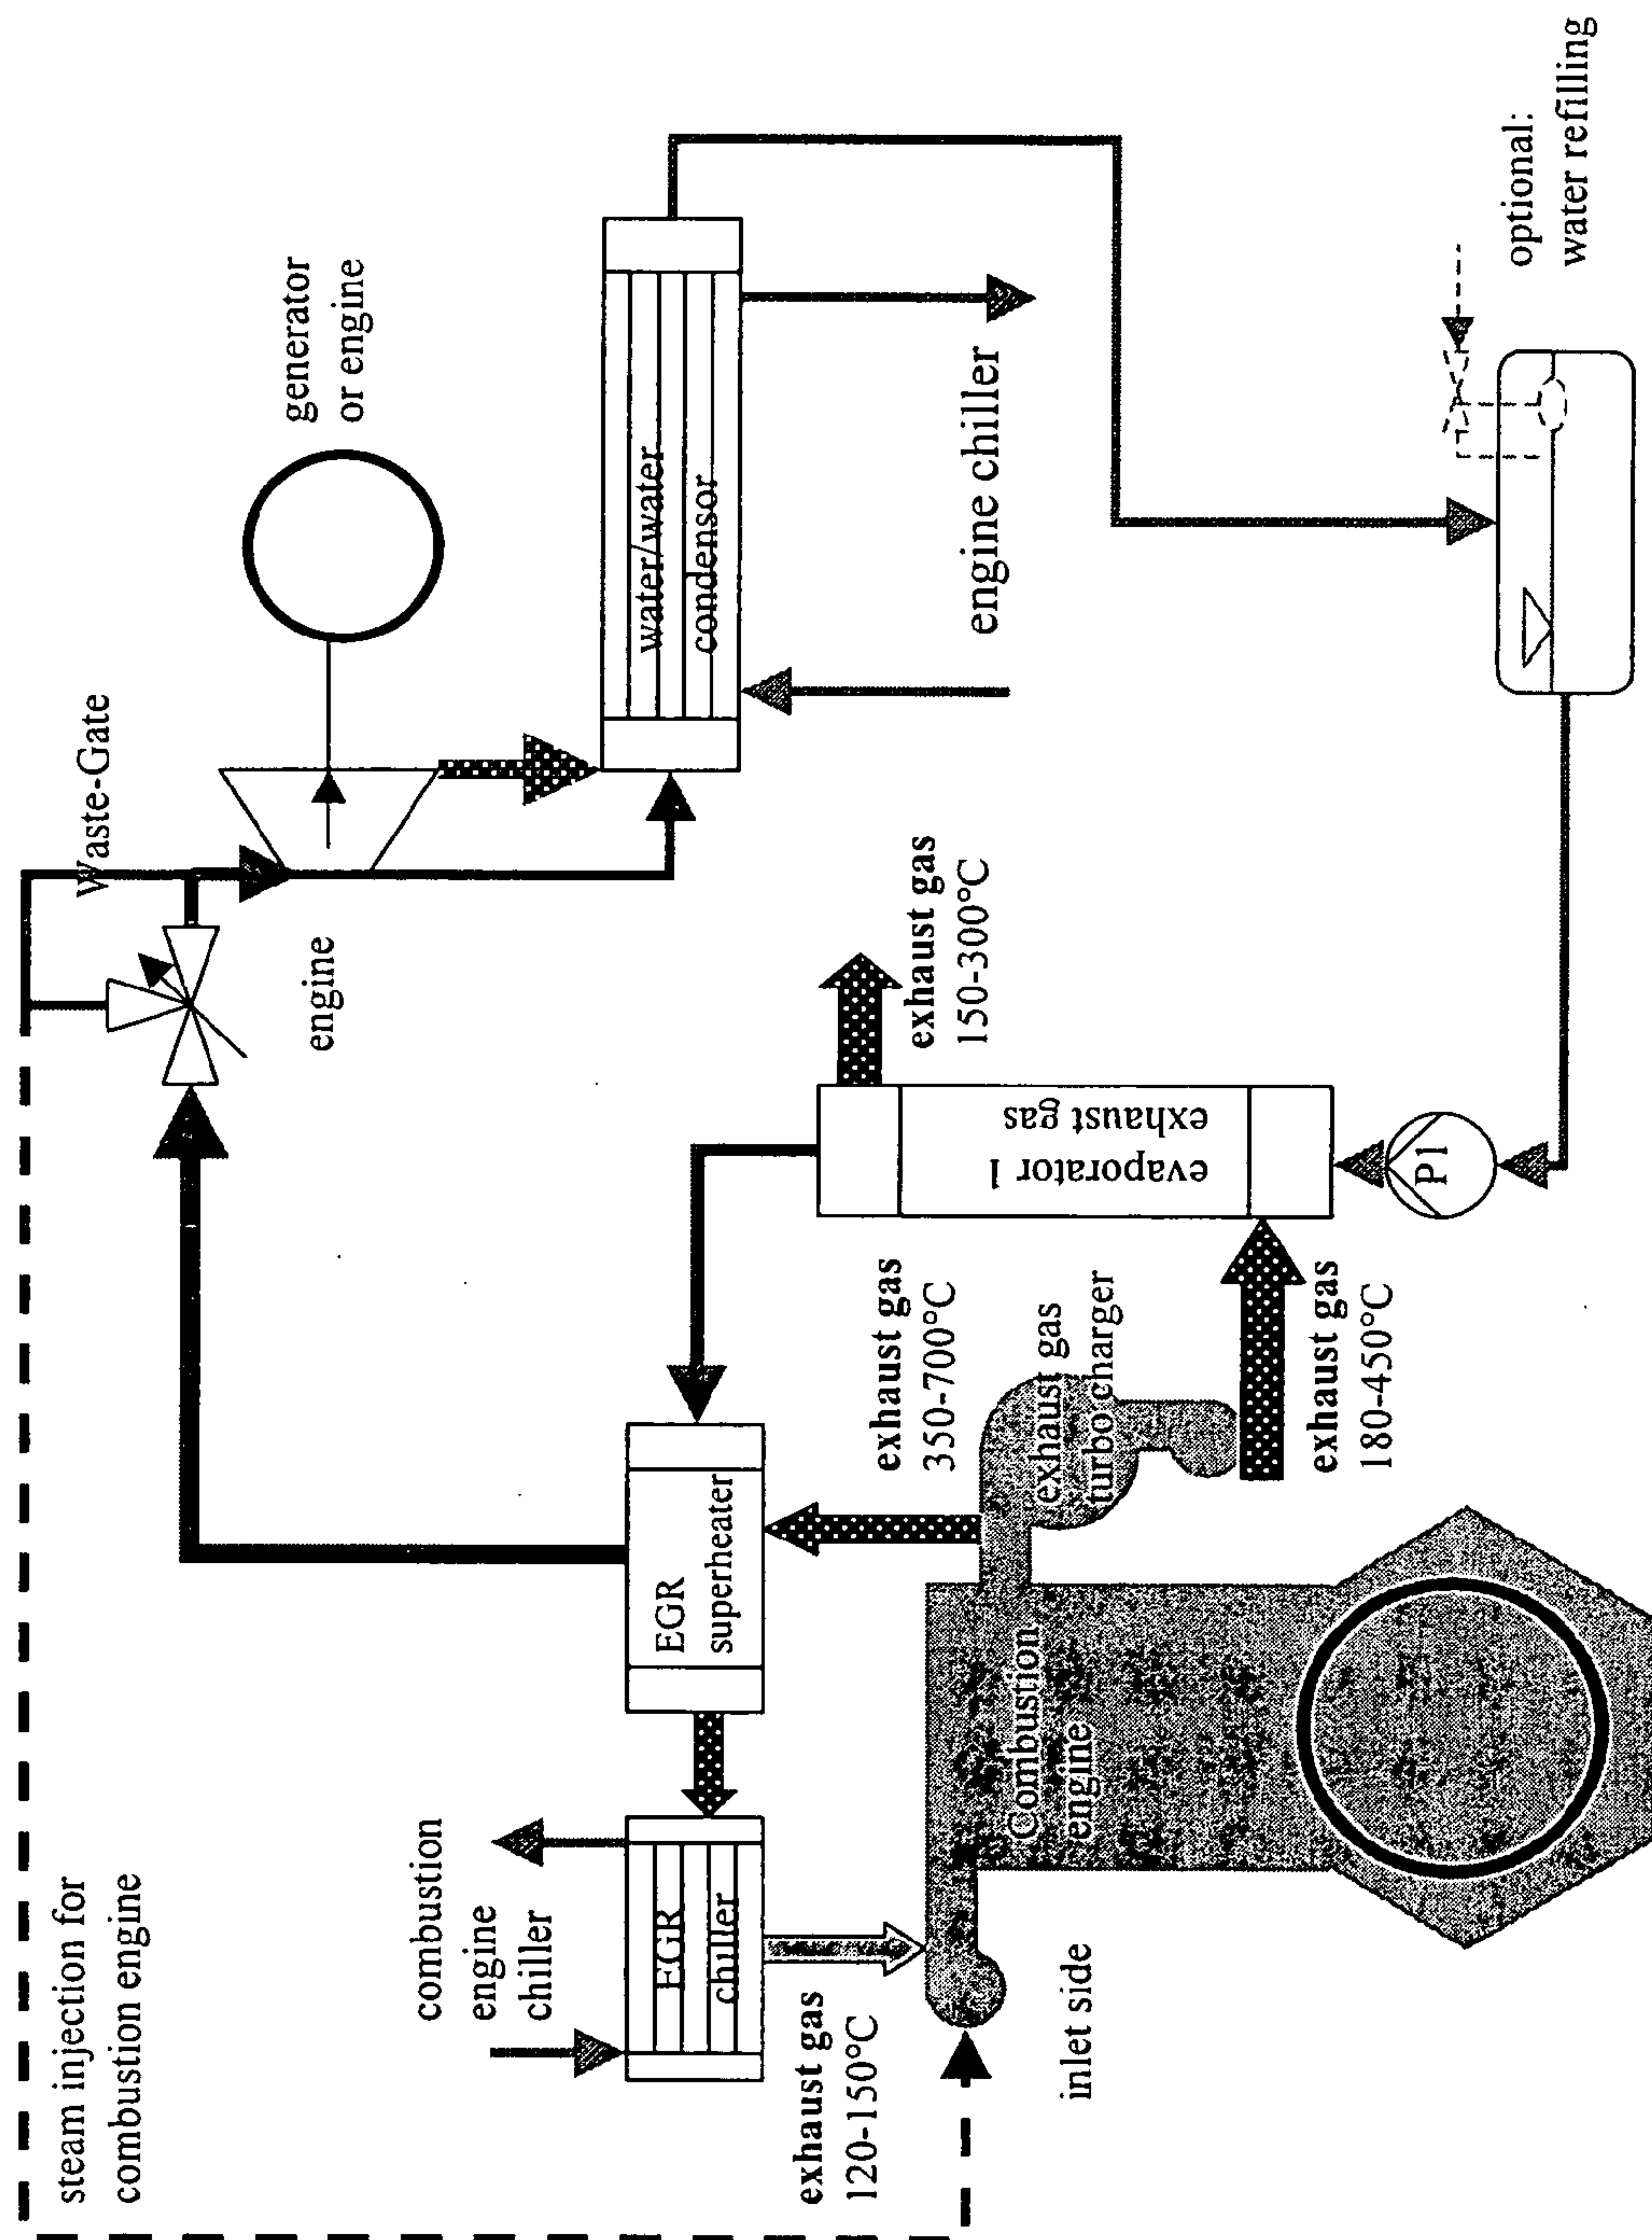 steam injection for
combustion engine
Waste-Gate
engine
generator
or engine
combustion
engine
chiller
EGR
chiller
EGR
superheater
water/water
condensor
engine chiller
exhaust gas
120-150°C
exhaust gas
350-700°C
exhaust gas
150-300°C
evaporator 1
exhaust gas
exhaust gas
turbo charger
Combustion
engine
inlet side
exhaust gas
180-450°C
P1
optional:
water refilling